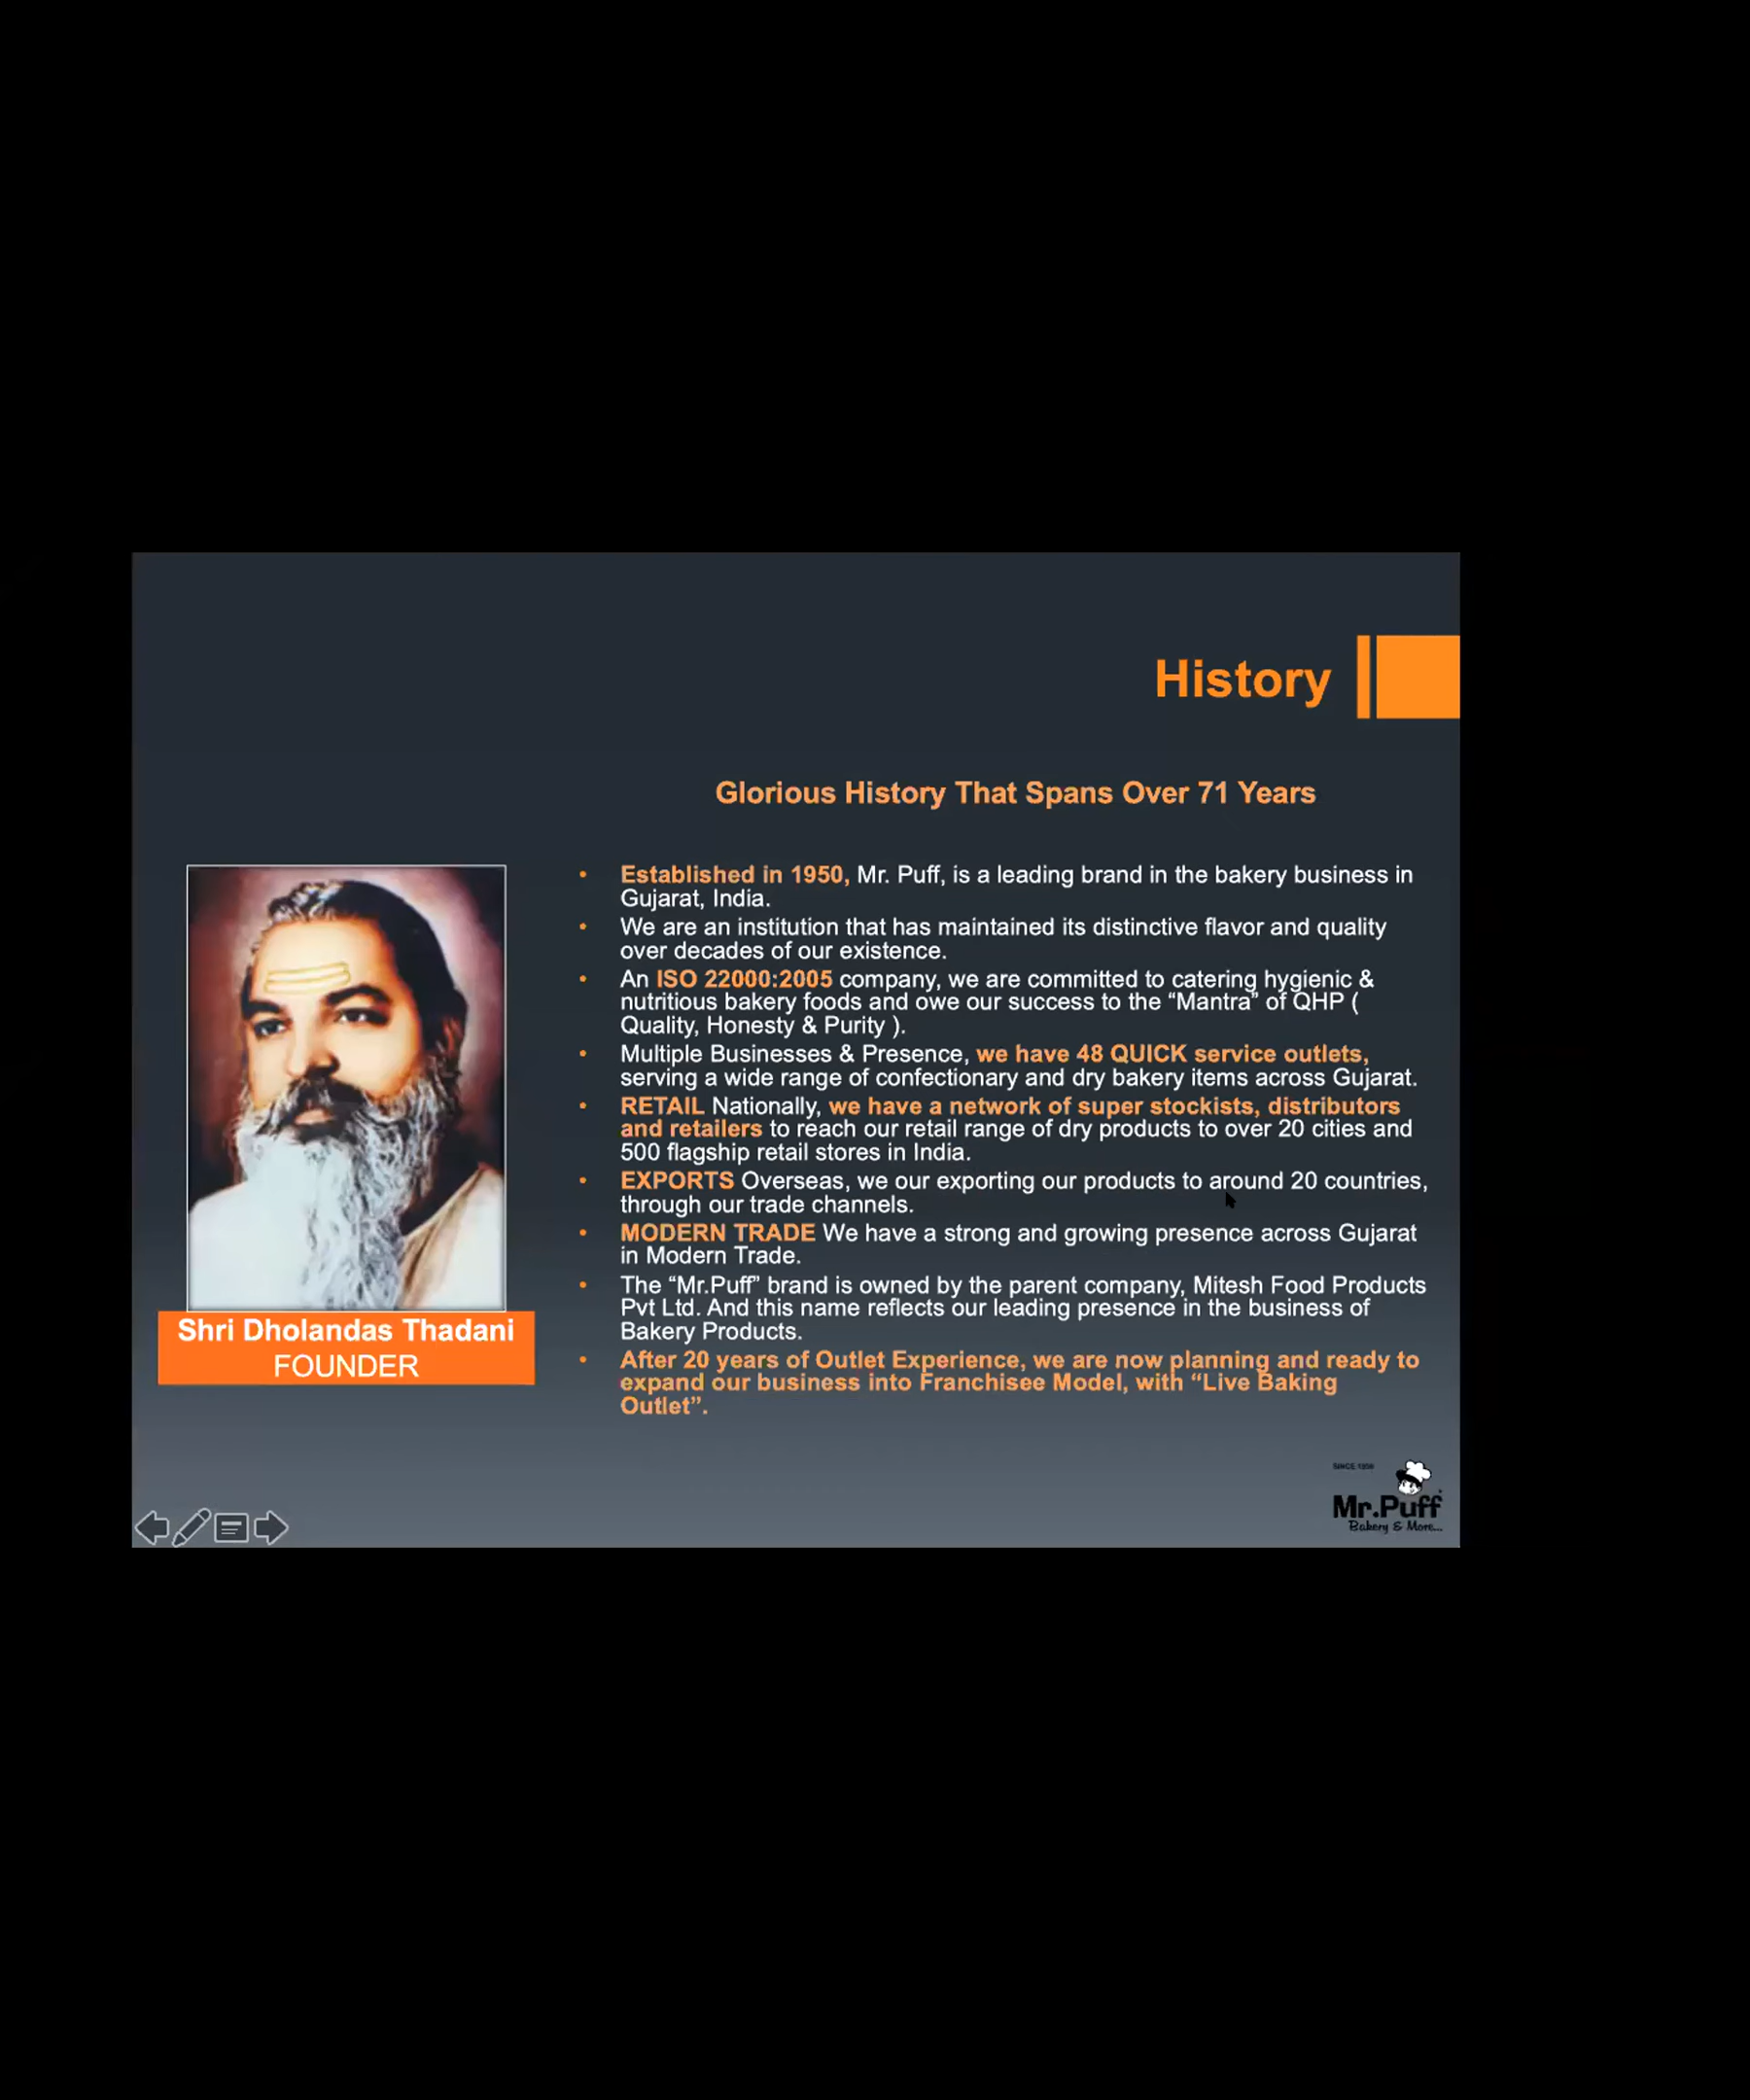 History
Glorious History That Spans Over 71 Years
• Established in 1950, Mr. Puff, is a leading brand in the bakery business in
Gujarat, India.
• We are an institution that has maintained its distinctive flavor and quality
over decades of our existence.
• An ISO 22000:2005 company, we are committed to catering hygienic &
nutritious bakery foods and owe our success to the “Mantra” of QHP (
Quality, Honesty & Purity ).
• Multiple Businesses & Presence, we have 48 QUICK service outlets,
serving a wide range of confectionary and dry bakery items across Gujarat.
• RETAIL Nationally, we have a network of super stockists, distributors
and retailers to reach our retail range of dry products to over 20 cities and
500 flagship retail stores in India.
• EXPORTS Overseas, we our exporting our products to around 20 countries,
through our trade channels.
• MODERN TRADE We have a strong and growing presence across Gujarat
in Modern Trade.
• The “Mr.Puff” brand is owned by the parent company, Mitesh Food Products
Pvt Ltd. And this name reflects our leading presence in the business of
Bakery Products.
• After 20 years of Outlet Experience, we are now planning and ready to
expand our business into Franchisee Model, with “Live Baking
Outlet”.
Shri Dholandas Thadani
FOUNDER
SINCE 1950
Mr.Puff
Bakery & More...